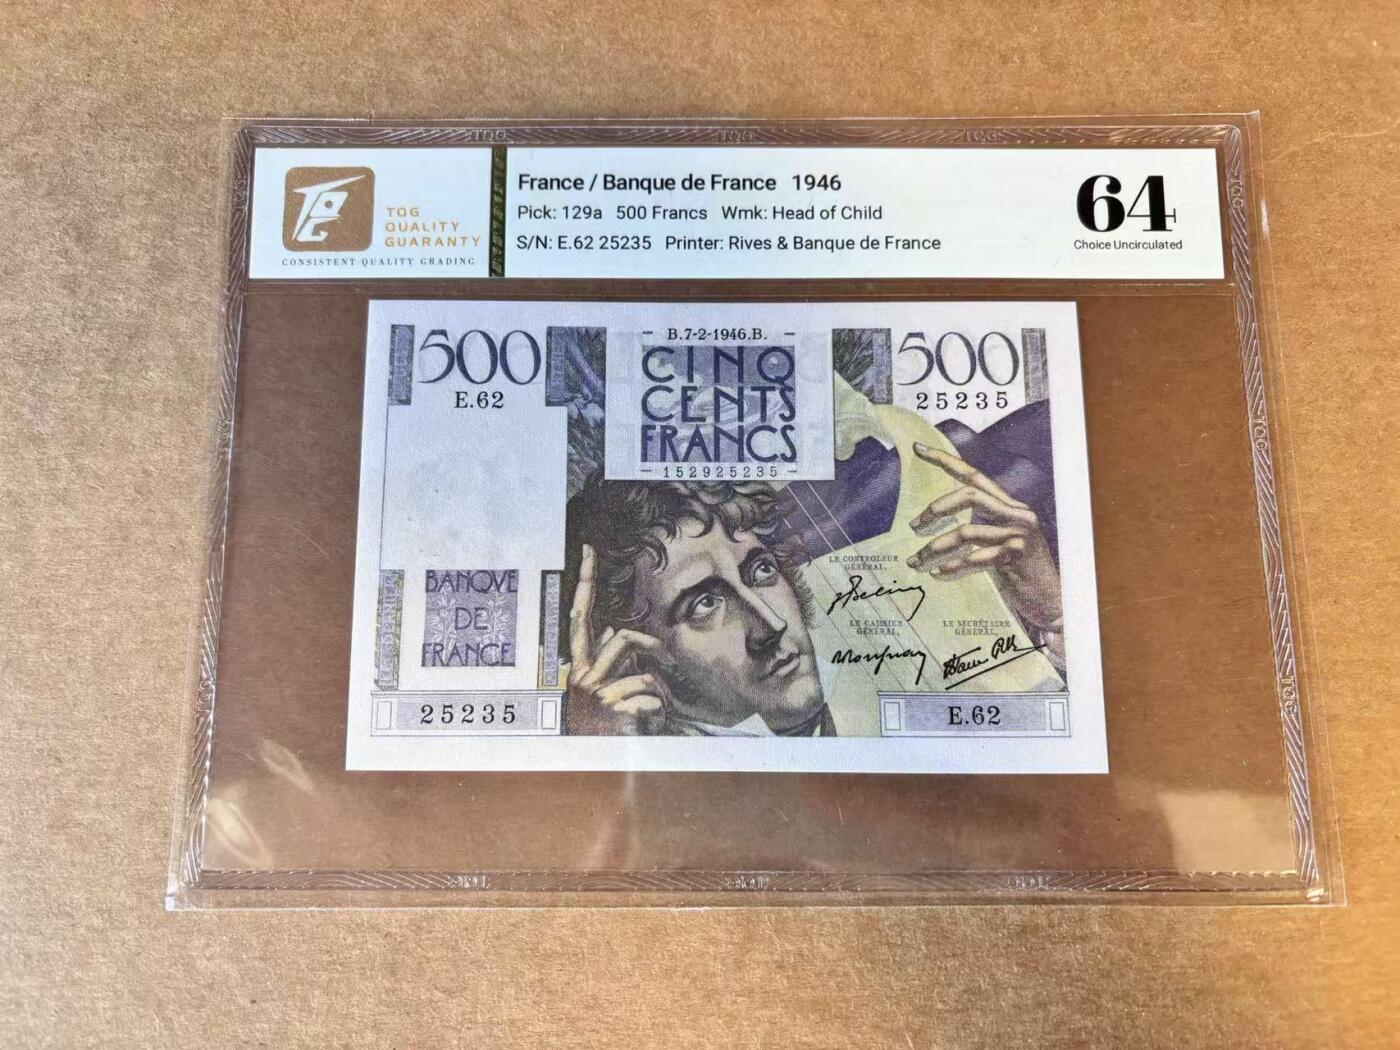 TQG
QUALITY
GUARANTY
CONSISTENT QUALITY GRADING
France / Banque de France 1946
Pick: 129a 500 Francs Wmk: Head of Child
S/N: E.62 25235 Printer: Rives & Banque de France
64
Choice Uncirculated
500
E.62
- B.7-2-1946.B. -
CINQ
CENTS
FRANCS
- 152925235 -
500
25235
BANQVE
DE
FRANCE
LE CONTROLEUR
GÉNÉRAL,
LE CAISSIER
GÉNÉRAL,
LE SECRÉTAIRE
GÉNÉRAL,
25235
E.62